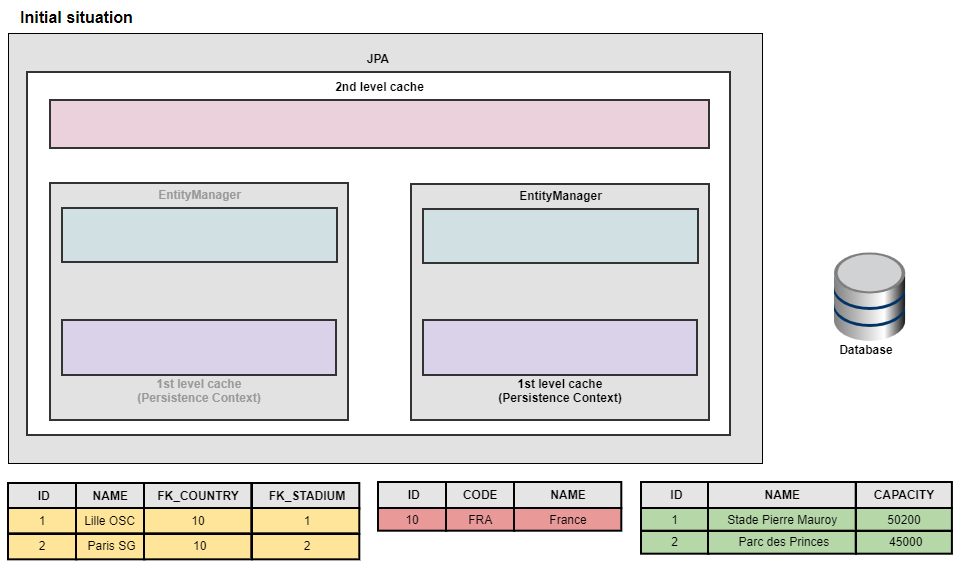 Initial situation
JPA
2nd level cache
EntityManager
EntityManager
1st level cache
(Persistence Context)
1st level cache
(Persistence Context)
Database
ID NAME FK_COUNTRY FK_STADIUM
1 Lille OSC 10 1
2 Paris SG 10 2
ID CODE NAME
10 FRA France
ID NAME CAPACITY
1 Stade Pierre Mauroy 50200
2 Parc des Princes 45000